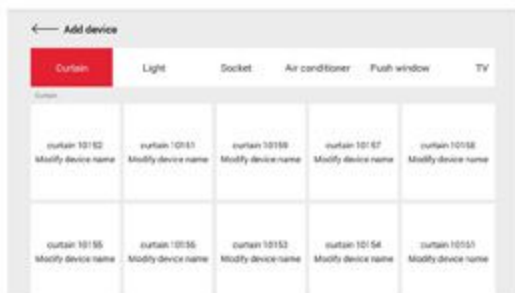 Add device
Curtain Light Socket Air conditioner Push window TV
Curtain
curtain 10152 curtain 10161 curtain 10159 curtain 10157 curtain 10158
Modify device name Modify device name Modify device name Modify device name Modify device name
curtain 10155 curtain 10156 curtain 10153 curtain 10154 curtain 10151
Modify device name Modify device name Modify device name Modify device name Modify device name